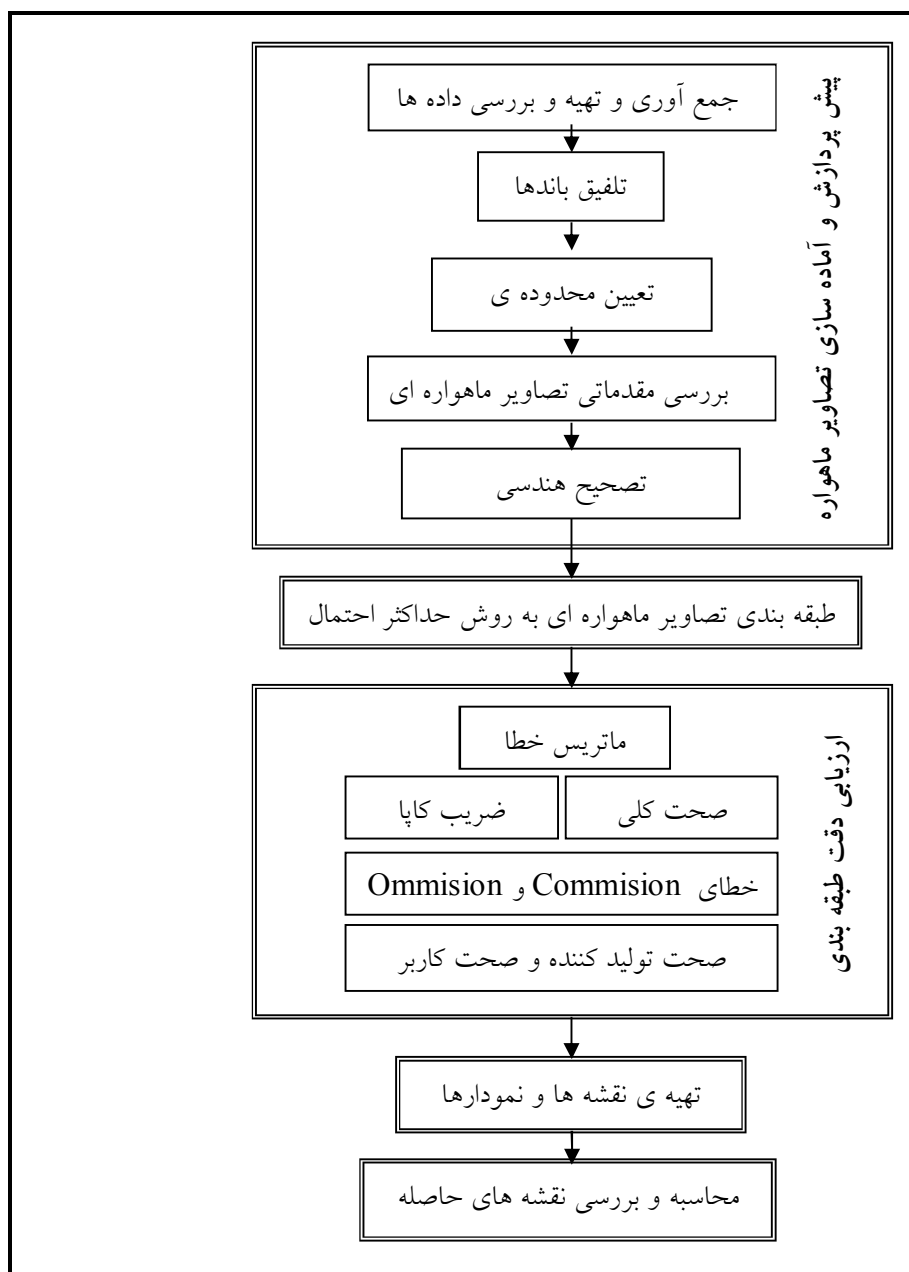 پیش پردازش و آماده سازی تصاویر ماهواره
جمع آوری و تهیه و بررسی داده ها
تلفیق باندها
تعیین محدوده ی
بررسی مقدماتی تصاویر ماهواره ای
تصحیح هندسی
طبقه بندی تصاویر ماهواره ای به روش حداکثر احتمال
ارزیابی دقت طبقه بندی
ماتریس خطا
صحت کلی
ضریب کاپا
خطای Commision و Ommision
صحت تولید کننده و صحت کاربر
تهیه ی نقشه ها و نمودارها
محاسبه و بررسی نقشه های حاصله